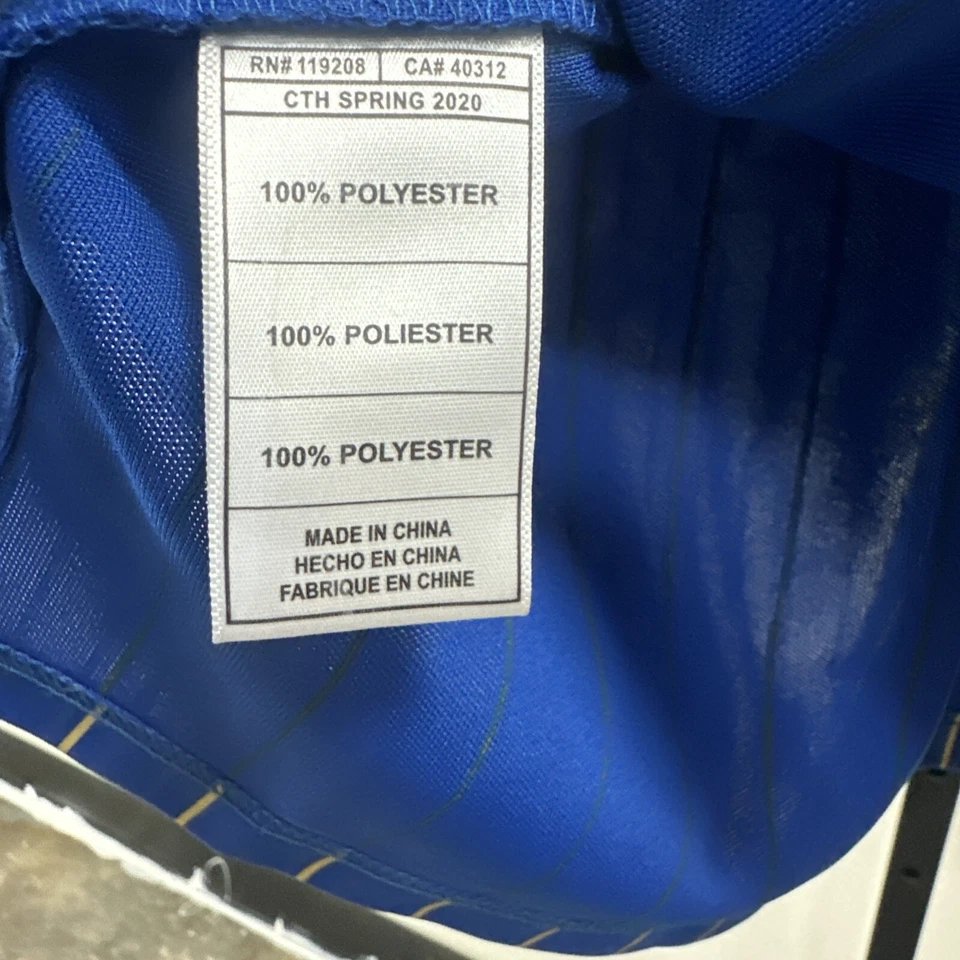 RN# 119208 CA# 40312
CTH SPRING 2020
100% POLYESTER
100% POLIESTER
100% POLYESTER
MADE IN CHINA
HECHO EN CHINA
FABRIQUE EN CHINE